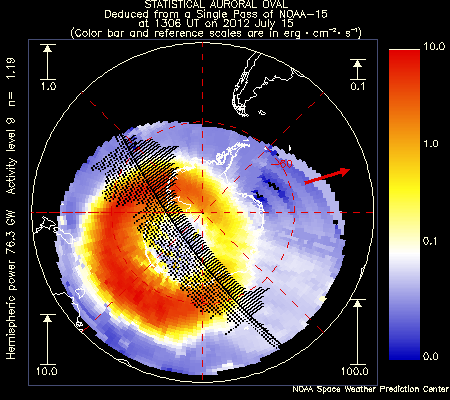 STATISTICAL AURORAL OVAL
Deduced from a Single Pass of NOAA-15
at 1306 UT on 2012 July 15
(Color bar and reference scales are in erg · cm⁻² · s⁻¹)
1.0
0.1
10.0
100.0
Hemispheric power 76.3 GW Activity level 9 n= 1.19
10.0
1.0
0.1
0.0
NOAA Space Weather Prediction Center